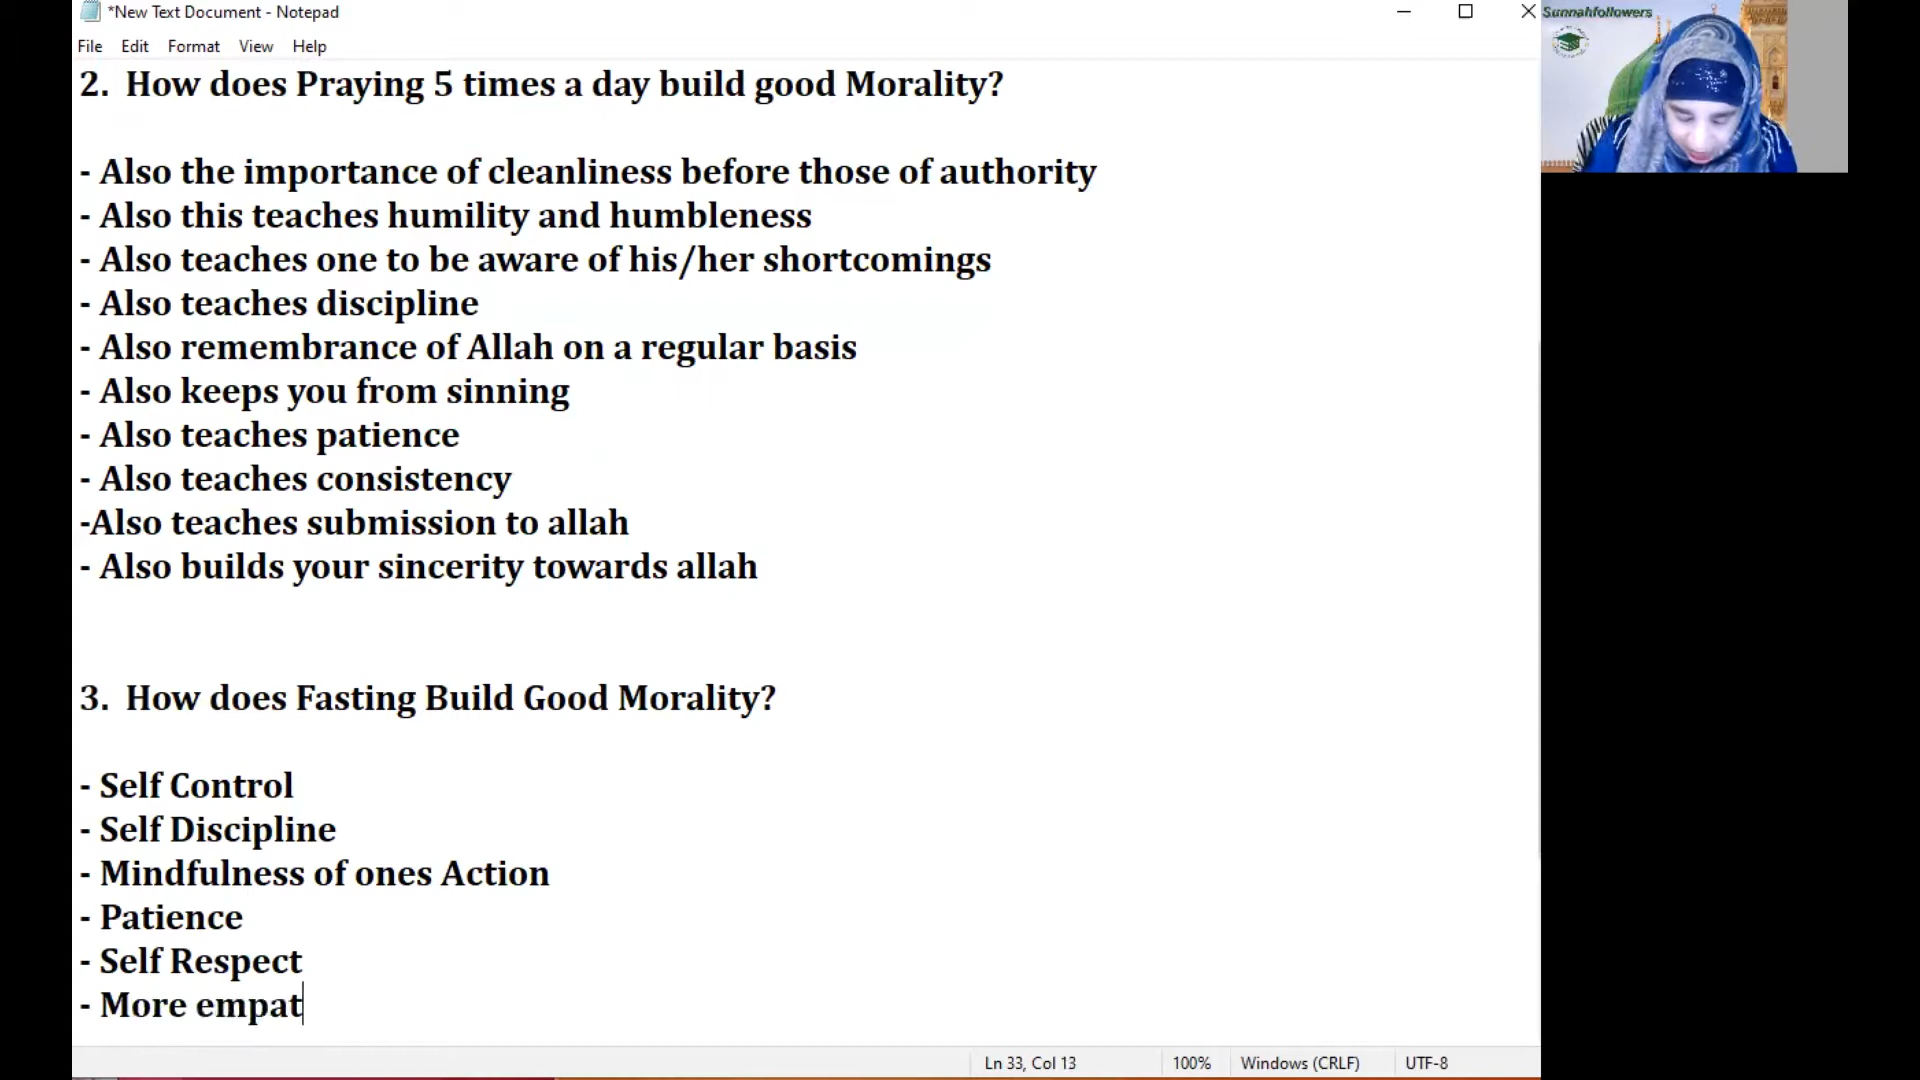 *New Text Document - Notepad
Sunnahfollowers
File Edit Format View Help
2. How does Praying 5 times a day build good Morality?
- Also the importance of cleanliness before those of authority
- Also this teaches humility and humbleness
- Also teaches one to be aware of his/her shortcomings
- Also teaches discipline
- Also remembrance of Allah on a regular basis
- Also keeps you from sinning
- Also teaches patience
- Also teaches consistency
-Also teaches submission to allah
- Also builds your sincerity towards allah
3. How does Fasting Build Good Morality?
- Self Control
- Self Discipline
- Mindfulness of ones Action
- Patience
- Self Respect
- More empat
Ln 33, Col 13 100% Windows (CRLF) UTF-8